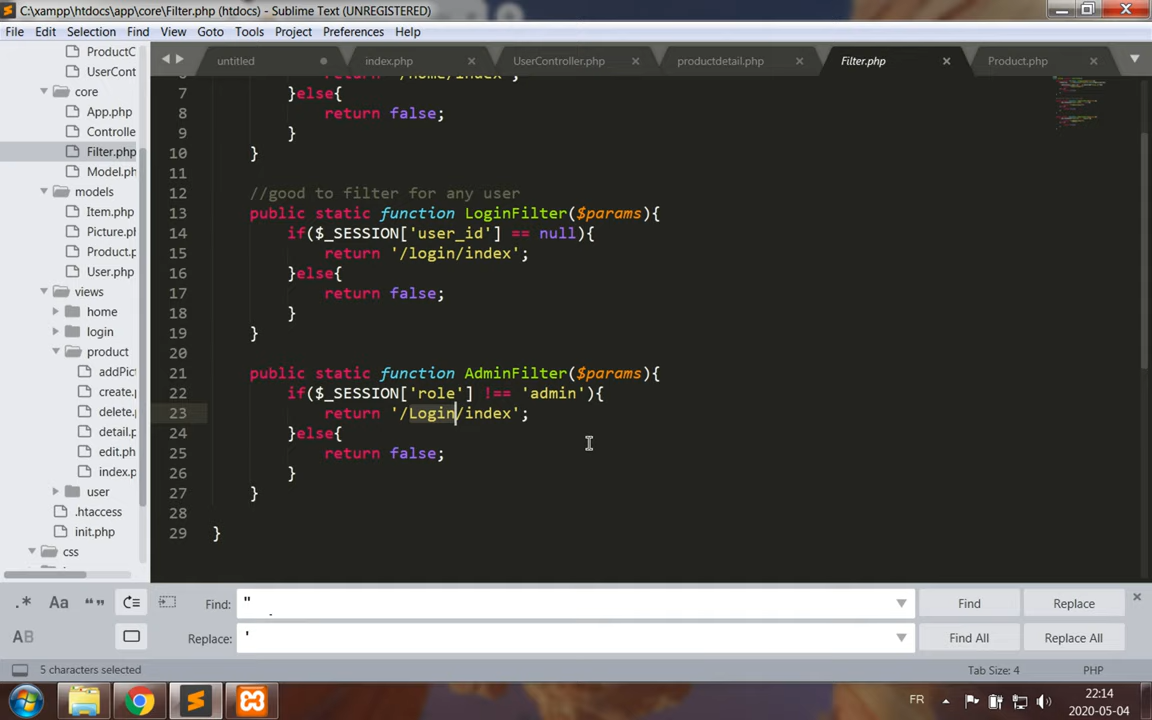 C:\xampp\htdocs\app\core\Filter.php (htdocs) - Sublime Text (UNREGISTERED)
File Edit Selection Find View Goto Tools Project Preferences Help
untitled index.php UserController.php productdetail.php Filter.php Product.php
ProductC
UserCont
core
App.php
Controlle
Filter.php
Model.ph
models
Item.php
Picture.pl
Product.p
User.php
views
home
login
product
addPict
create.p
delete.p
detail.p
edit.php
index.p
user
.htaccess
init.php
css
return '/home/index';
7 }else{
8 return false;
9 }
10 }
11
12 //good to filter for any user
13 public static function LoginFilter($params){
14 if($_SESSION['user_id'] == null){
15 return '/login/index';
16 }else{
17 return false;
18 }
19 }
20
21 public static function AdminFilter($params){
22 if($_SESSION['role'] !== 'admin'){
23 return '/Login/index';
24 }else{
25 return false;
26 }
27 }
28
29 }
.* Aa “” Find: " Find Replace
AB Replace: ' Find All Replace All
5 characters selected Tab Size: 4 PHP
FR 22:14
2020-05-04